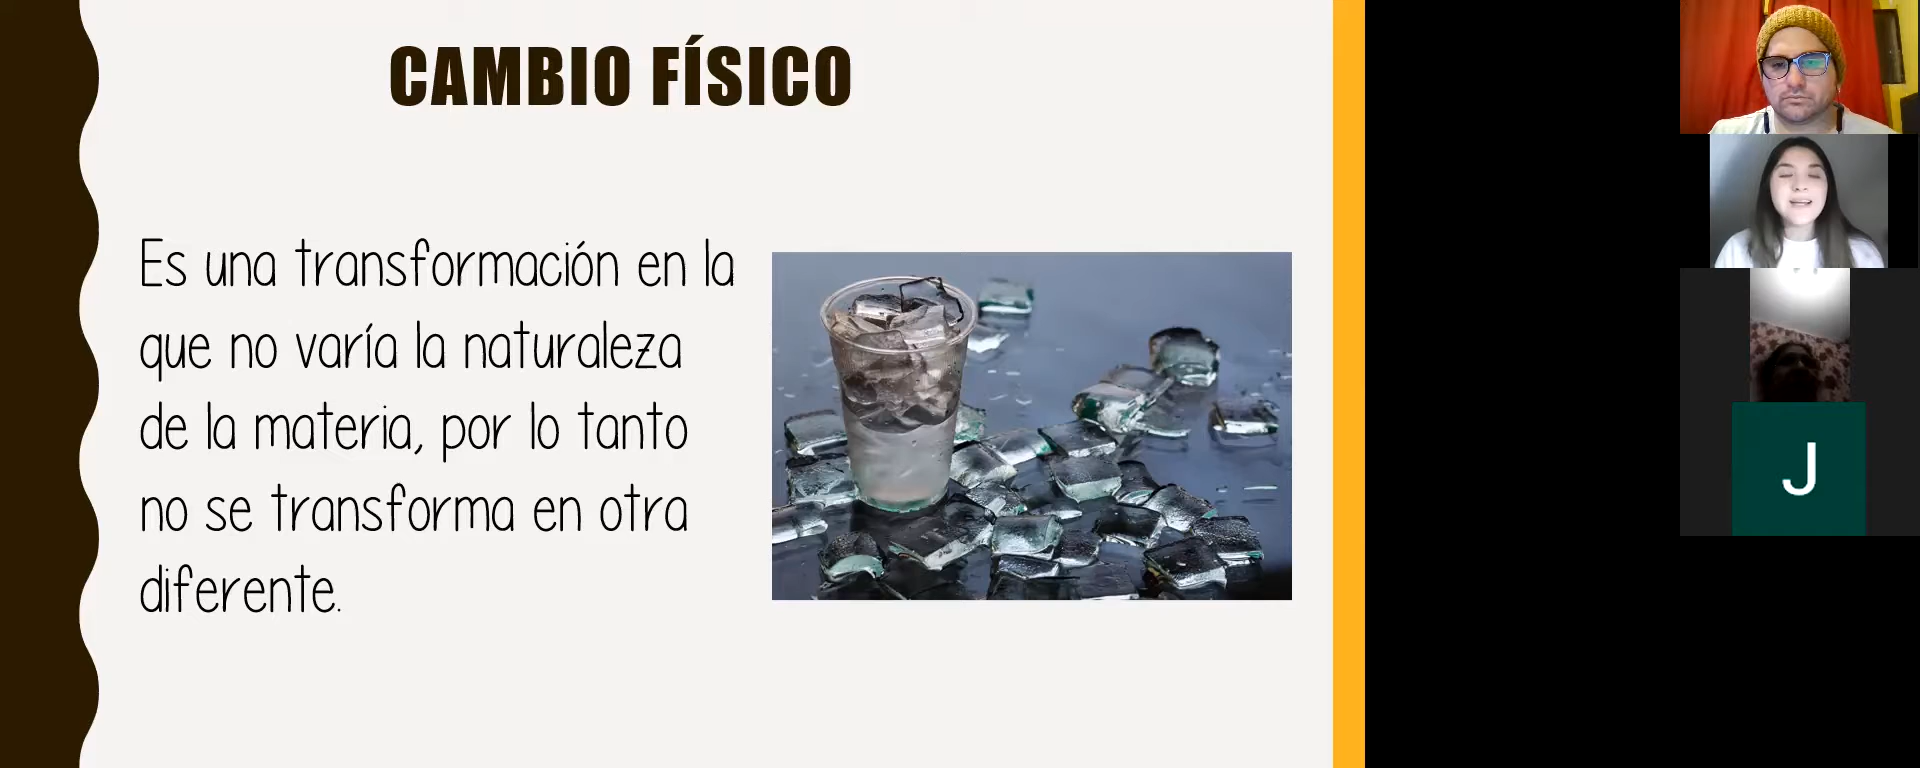 CAMBIO FÍSICO
Es una transformación en la
que no varía la naturaleza
de la materia, por lo tanto
no se transforma en otra
diferente.
J